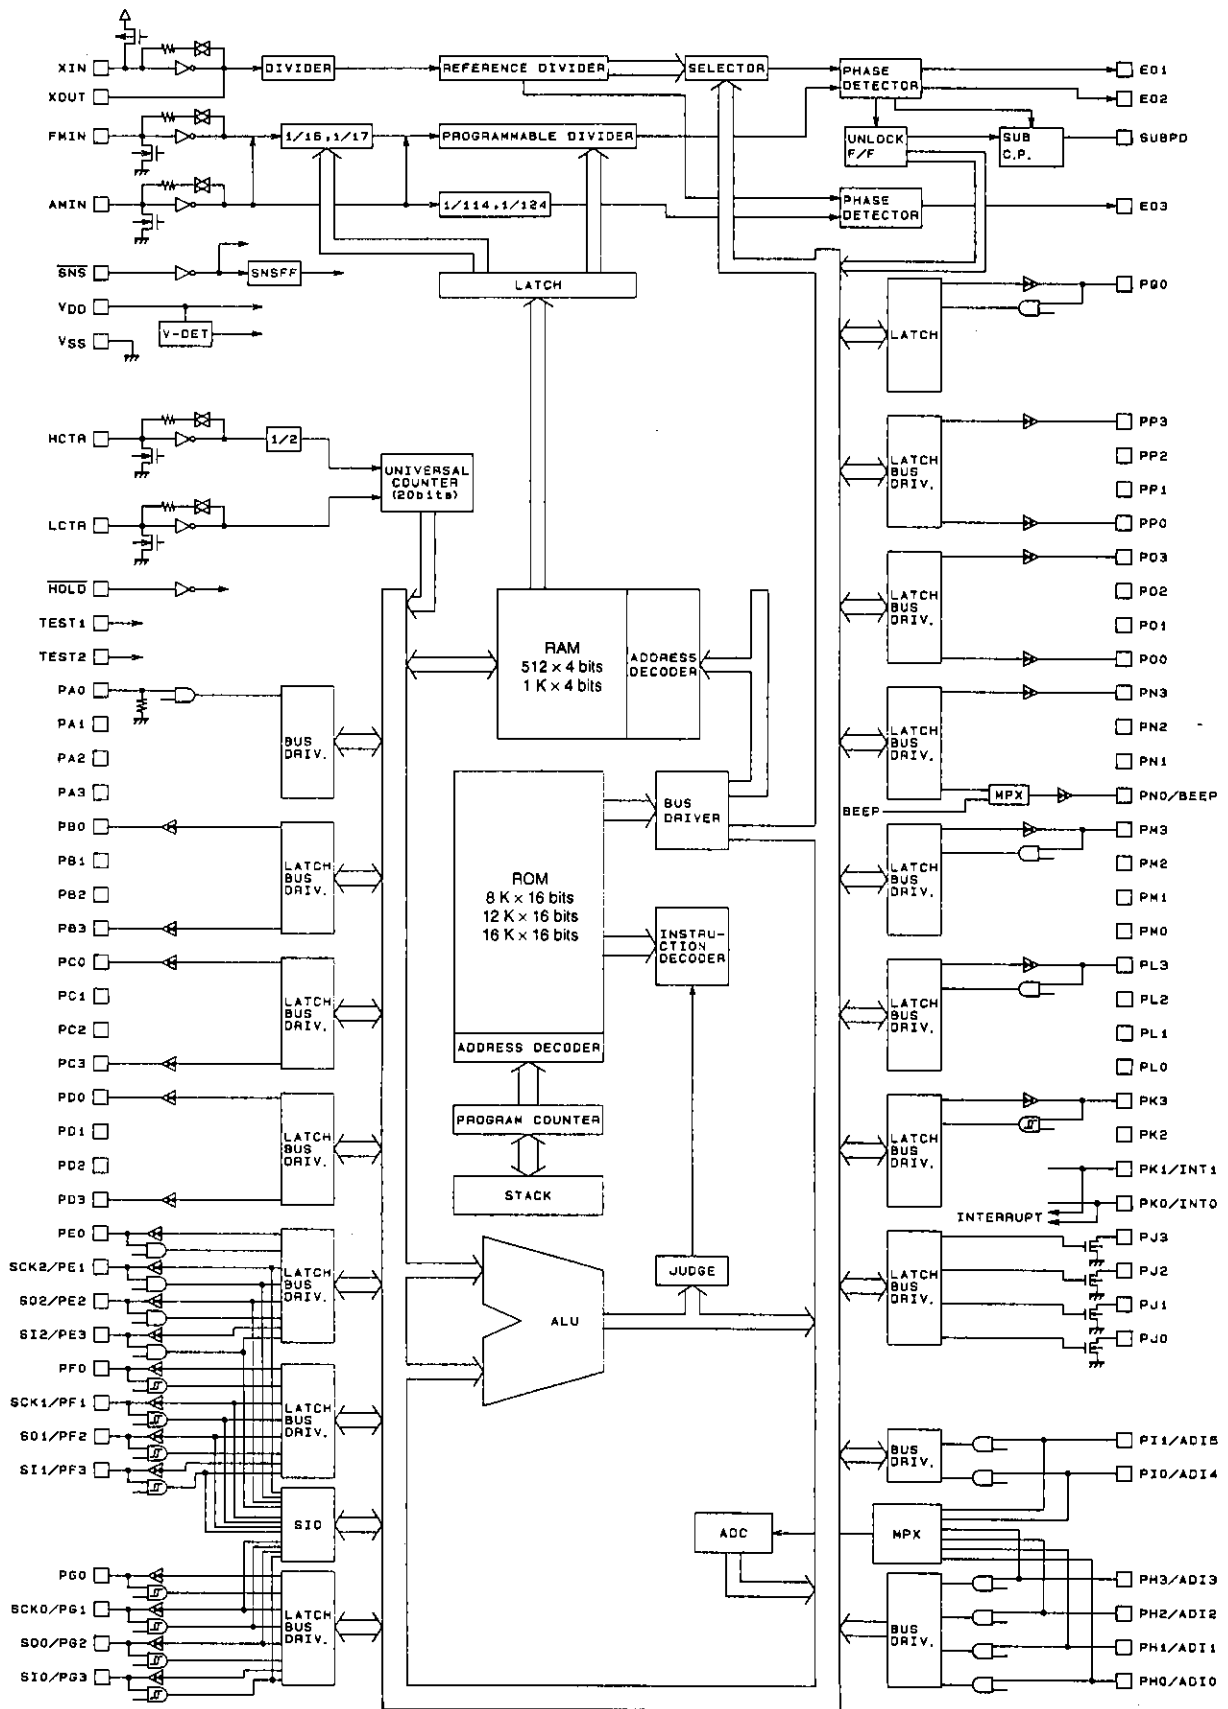 XIN
XOUT
FMIN
AMIN
SNS
VDD
VSS
HCTR
LCTR
HOLD
TEST1
TEST2
PA0
PA1
PA2
PA3
PB0
PB1
PB2
PB3
PC0
PC1
PC2
PC3
PD0
PD1
PD2
PD3
PE0
SCK2/PE1
SO2/PE2
SI2/PE3
PF0
SCK1/PF1
SO1/PF2
SI1/PF3
PG0
SCK0/PG1
SO0/PG2
SI0/PG3
DIVIDER
REFERENCE DIVIDER
SELECTOR
PHASE
DETECTOR
1/16,1/17
PROGRAMMABLE DIVIDER
UNLOCK
F/F
SUB
C.P.
1/114,1/124
PHASE
DETECTOR
SNSFF
V-DET
LATCH
1/2
UNIVERSAL
COUNTER
(20bits)
RAM
512 × 4 bits
1 K × 4 bits
ADDRESS
DECODER
BUS
DRIV.
LATCH
BUS
DRIV.
LATCH
BUS
DRIV.
LATCH
BUS
DRIV.
LATCH
BUS
DRIV.
LATCH
BUS
DRIV.
SIO
LATCH
BUS
DRIV.
ROM
8 K × 16 bits
12 K × 16 bits
16 K × 16 bits
ADDRESS DECODER
BUS
DRIVER
INSTRU-
CTION
DECODER
PROGRAM COUNTER
STACK
JUDGE
ALU
ADC
MPX
LATCH
LATCH
BUS
DRIV.
LATCH
BUS
DRIV.
LATCH
BUS
DRIV.
BEEP
MPX
LATCH
BUS
DRIV.
LATCH
BUS
DRIV.
LATCH
BUS
DRIV.
INTERRUPT
LATCH
BUS
DRIV.
BUS
DRIV.
BUS
DRIV.
EO1
EO2
SUBPD
EO3
PQ0
PP3
PP2
PP1
PP0
PO3
PO2
PO1
PO0
PN3
PN2
PN1
PN0/BEEP
PM3
PM2
PM1
PM0
PL3
PL2
PL1
PL0
PK3
PK2
PK1/INT1
PK0/INT0
PJ3
PJ2
PJ1
PJ0
PI1/ADI5
PI0/ADI4
PH3/ADI3
PH2/ADI2
PH1/ADI1
PH0/ADI0